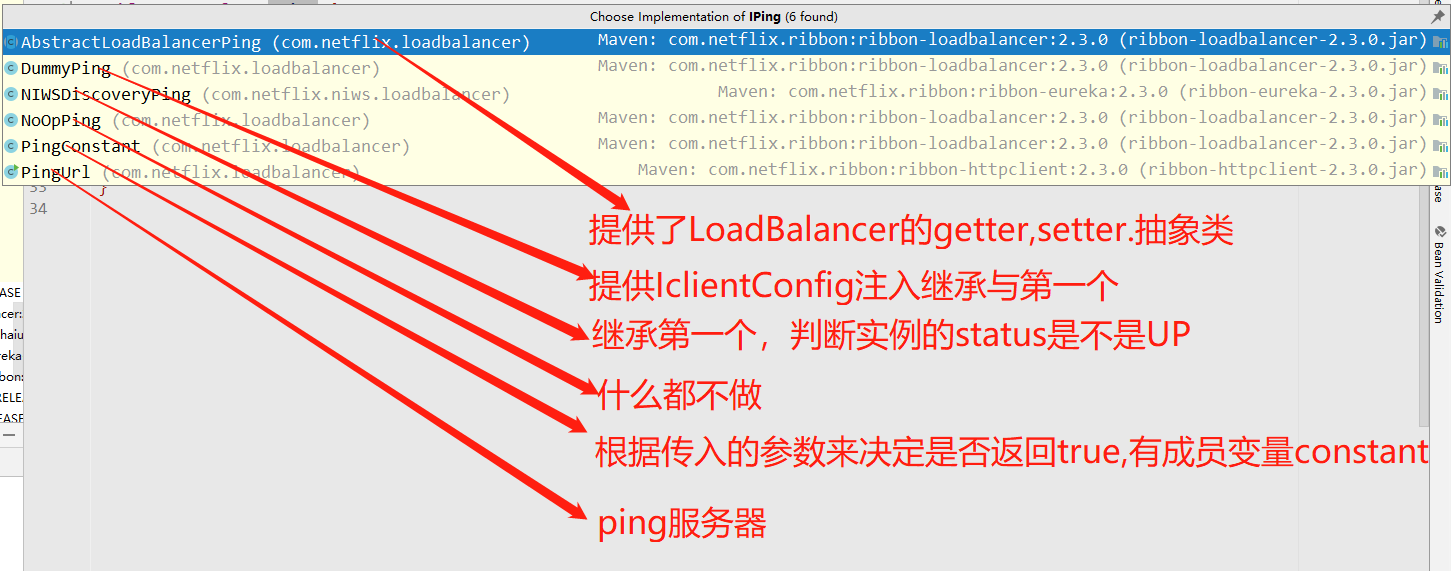 Choose Implementation of IPing (6 found)
AbstractLoadBalancerPing (com.netflix.loadbalancer) Maven: com.netflix.ribbon:ribbon-loadbalancer:2.3.0 (ribbon-loadbalancer-2.3.0.jar)
DummyPing (com.netflix.loadbalancer) Maven: com.netflix.ribbon:ribbon-loadbalancer:2.3.0 (ribbon-loadbalancer-2.3.0.jar)
NIWSDiscoveryPing (com.netflix.niws.loadbalancer) Maven: com.netflix.ribbon:ribbon-eureka:2.3.0 (ribbon-eureka-2.3.0.jar)
NoOpPing (com.netflix.loadbalancer) Maven: com.netflix.ribbon:ribbon-loadbalancer:2.3.0 (ribbon-loadbalancer-2.3.0.jar)
PingConstant (com.netflix.loadbalancer) Maven: com.netflix.ribbon:ribbon-loadbalancer:2.3.0 (ribbon-loadbalancer-2.3.0.jar)
PingUrl (com.netflix.loadbalancer) Maven: com.netflix.ribbon:ribbon-httpclient:2.3.0 (ribbon-httpclient-2.3.0.jar)
33 }
34
提供了LoadBalancer的getter,setter.抽象类
提供IclientConfig注入继承与第一个
继承第一个，判断实例的status是不是UP
什么都不做
根据传入的参数来决定是否返回true,有成员变量constant
ping服务器
EASE
ncer:
haiu
reka
bon:
RELE
EASE
ase
Bean Validation